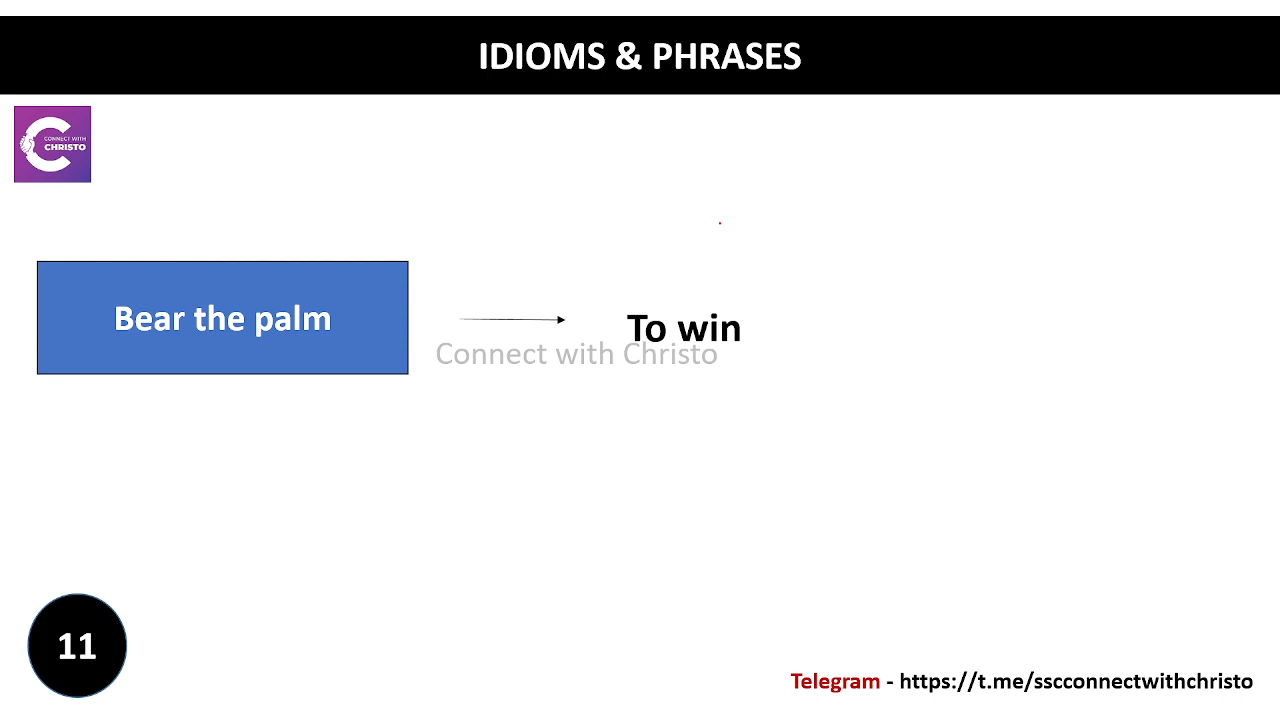 IDIOMS & PHRASES
CONNECT WITH
CHRISTO
Bear the palm
To win
Connect with Christo
11
Telegram - https://t.me/sscconnectwithchristo